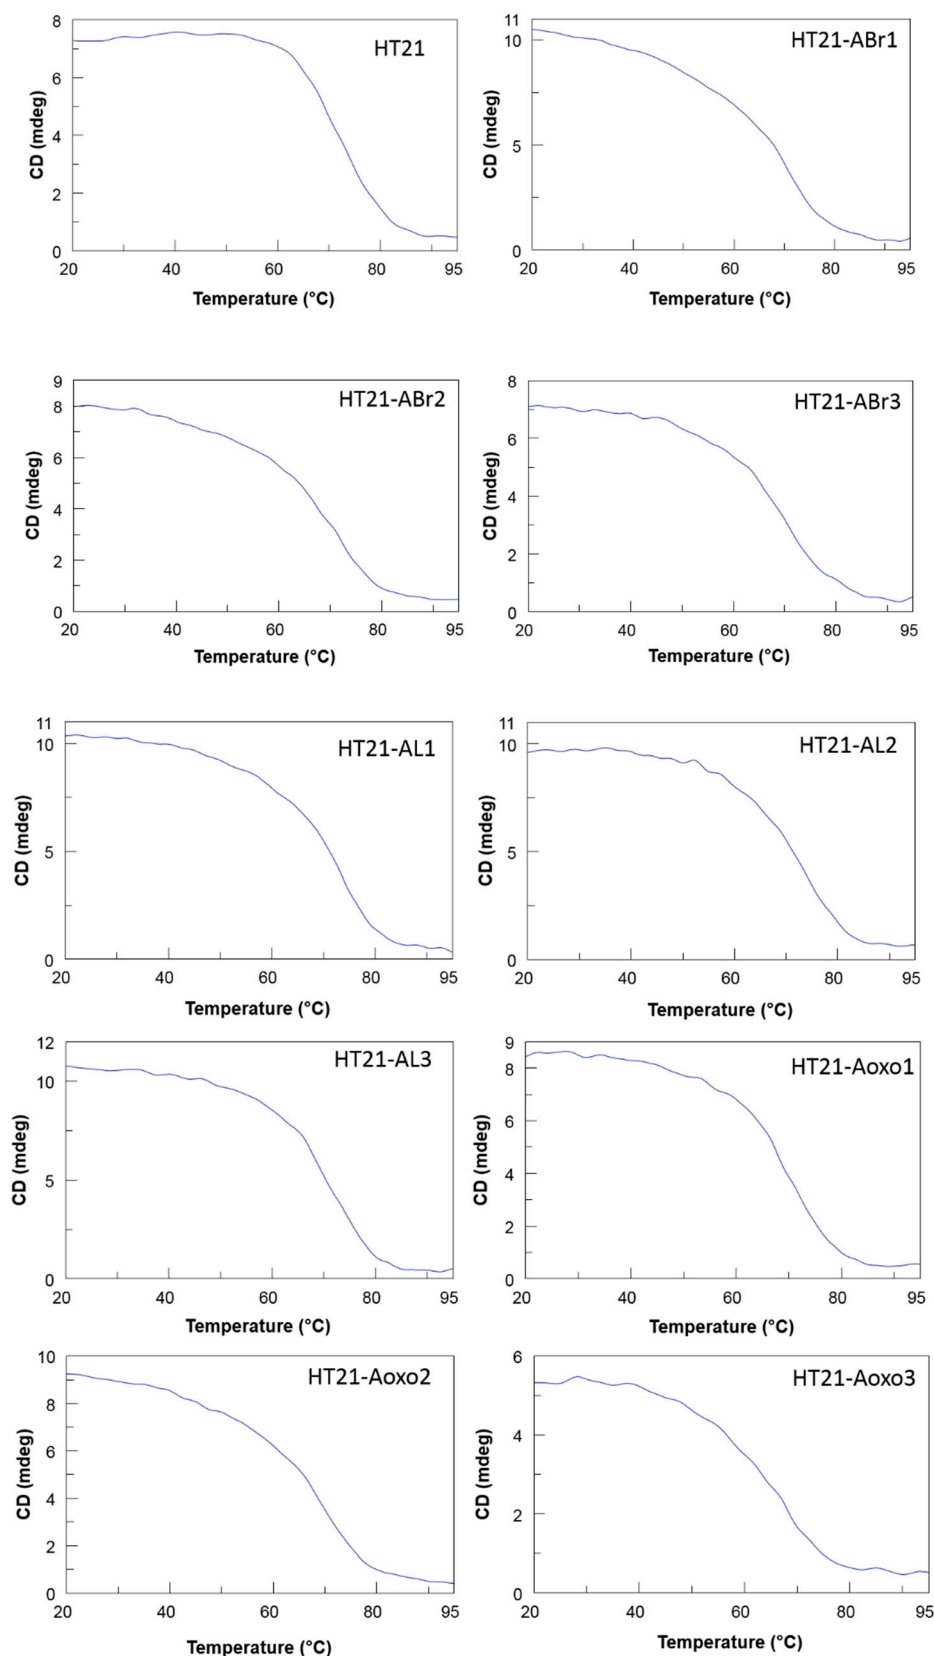 HT21
8
6
4
2
0
CD (mdeg)
20 40 60 80 95
Temperature (°C)
HT21-ABr1
11
10
5
0
CD (mdeg)
20 40 60 80 95
Temperature (°C)
HT21-ABr2
9
8
6
4
2
0
CD (mdeg)
20 40 60 80 95
Temperature (°C)
HT21-ABr3
8
6
4
2
0
CD (mdeg)
20 40 60 80 95
Temperature (°C)
HT21-AL1
11
10
5
0
CD (mdeg)
20 40 60 80 95
Temperature (°C)
HT21-AL2
11
10
5
0
CD (mdeg)
20 40 60 80 95
Temperature (°C)
HT21-AL3
12
10
5
0
CD (mdeg)
20 40 60 80 95
Temperature (°C)
HT21-Aoxo1
9
8
6
4
2
0
CD (mdeg)
20 40 60 80 95
Temperature (°C)
HT21-Aoxo2
10
8
6
4
2
0
CD (mdeg)
20 40 60 80 95
Temperature (°C)
HT21-Aoxo3
6
4
2
0
CD (mdeg)
20 40 60 80 95
Temperature (°C)